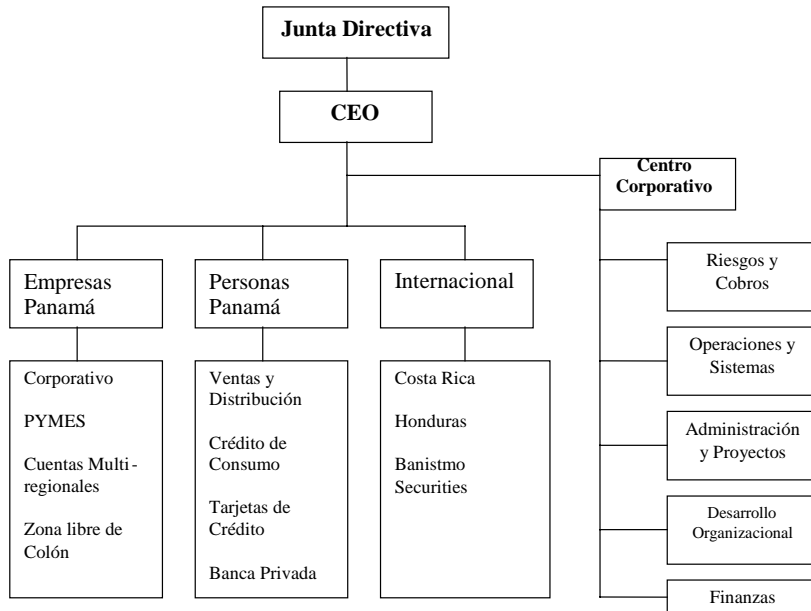 Junta Directiva
CEO
Centro
Corporativo
Empresas
Panamá
Personas
Panamá
Internacional
Corporativo
PYMES
Cuentas Multi-
regionales
Zona libre de
Colón
Ventas y
Distribución
Crédito de
Consumo
Tarjetas de
Crédito
Banca Privada
Costa Rica
Honduras
Banistmo
Securities
Riesgos y
Cobros
Operaciones y
Sistemas
Administración
y Proyectos
Desarrollo
Organizacional
Finanzas